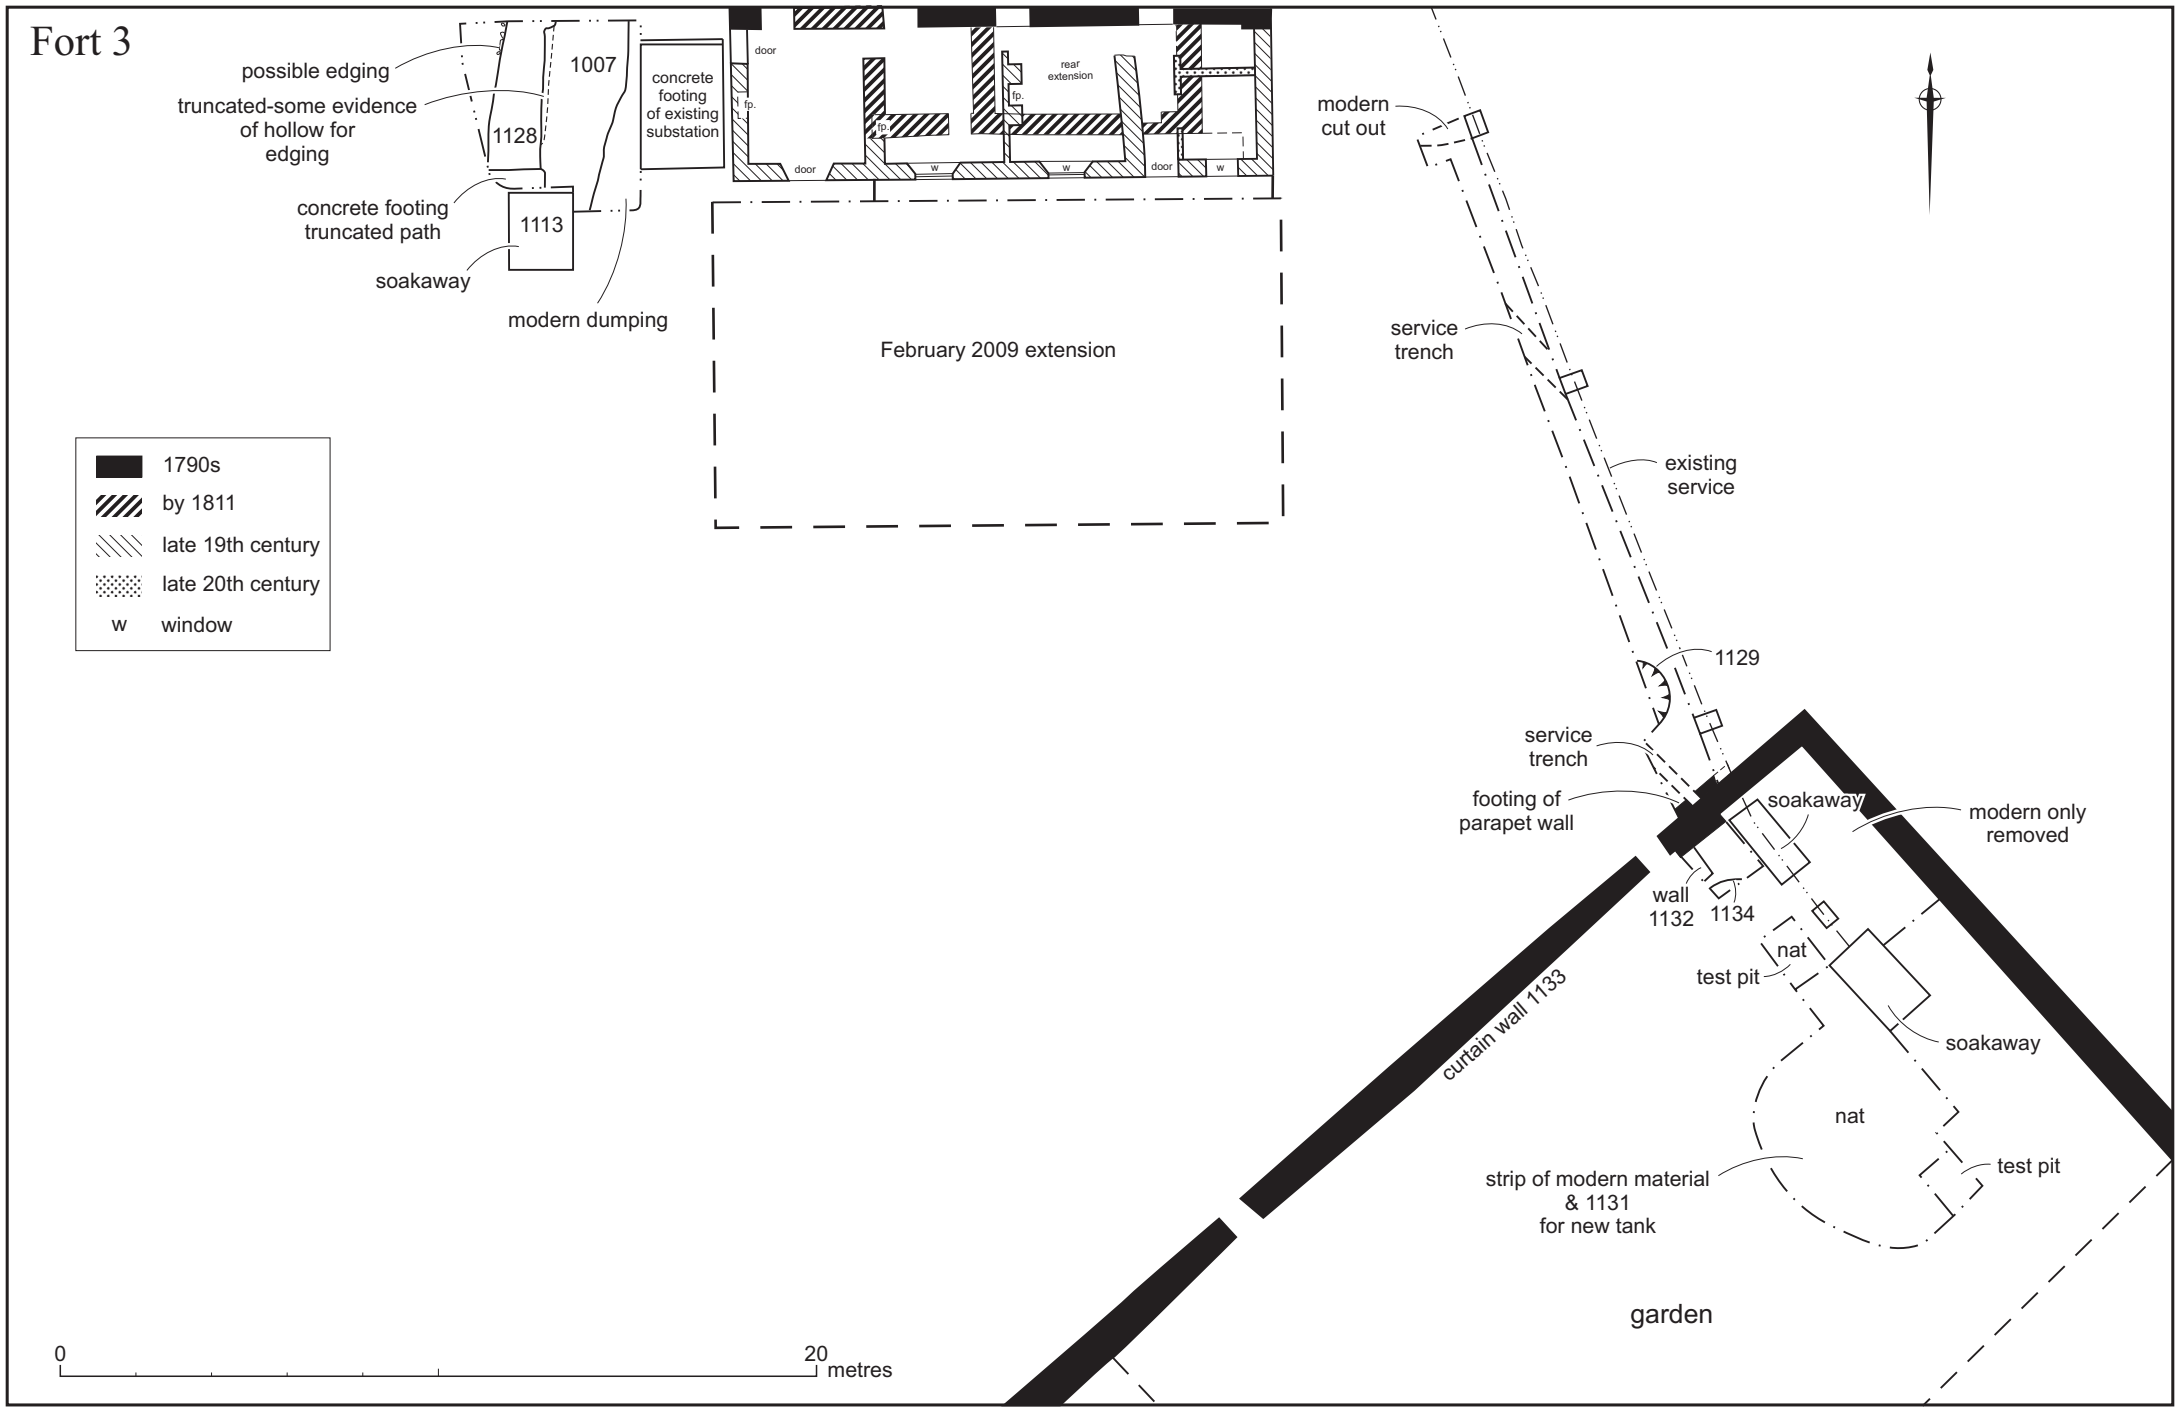 Fort 3
possible edging
truncated-some evidence
of hollow for
edging
1128
1007
concrete
footing
of existing
substation
concrete footing
truncated path
1113
soakaway
modern dumping
door
fp.
fp.
fp.
rear
extension
door
w
w
door
w
February 2009 extension
modern
cut out
service
trench
existing
service
1790s
by 1811
late 19th century
late 20th century
w window
1129
service
trench
footing of
parapet wall
soakaway
modern only
removed
wall
1132
1134
nat
test pit
curtain wall 1133
soakaway
nat
test pit
strip of modern material
& 1131
for new tank
garden
0 20
metres